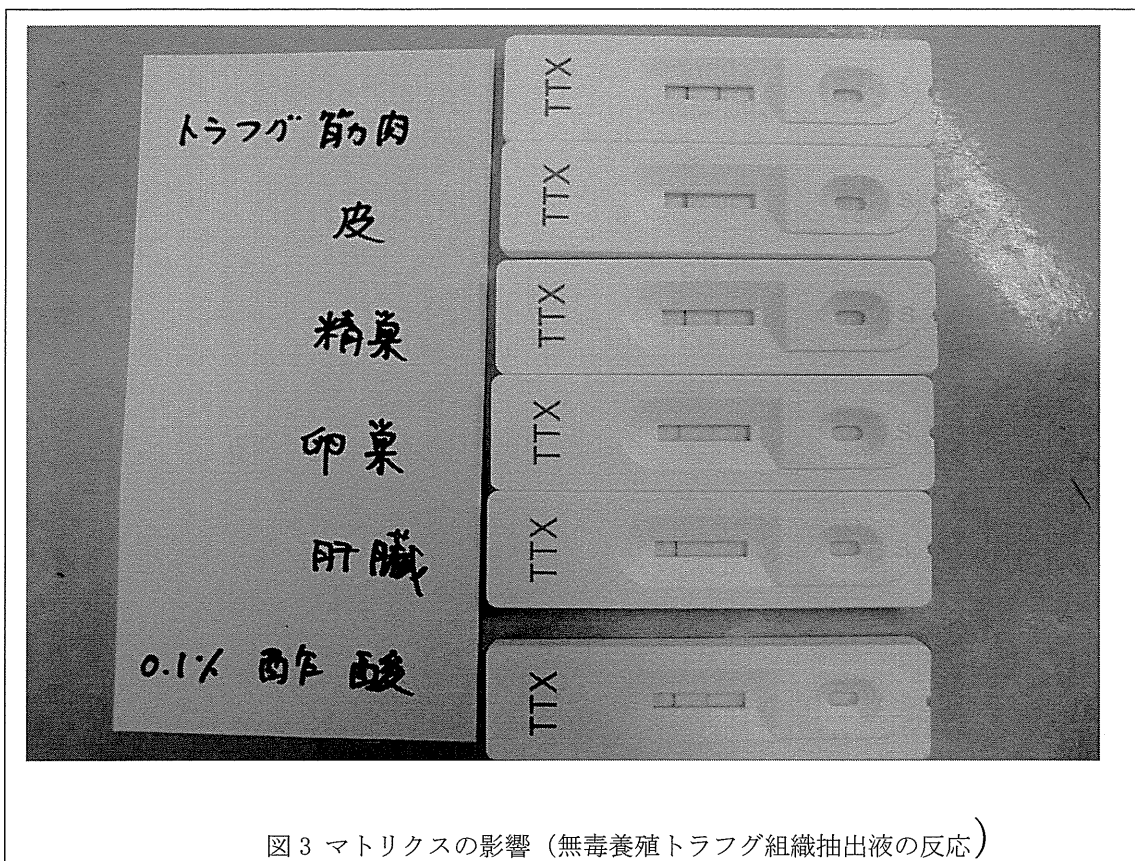 トラフグ 筋肉
皮
精巣
卵巣
肝臓
0.1% 酢酸
TTX
TTX
TTX
S
TTX
S
TTX
TTX
図3 マトリクスの影響（無毒養殖トラフグ組織抽出液の反応）